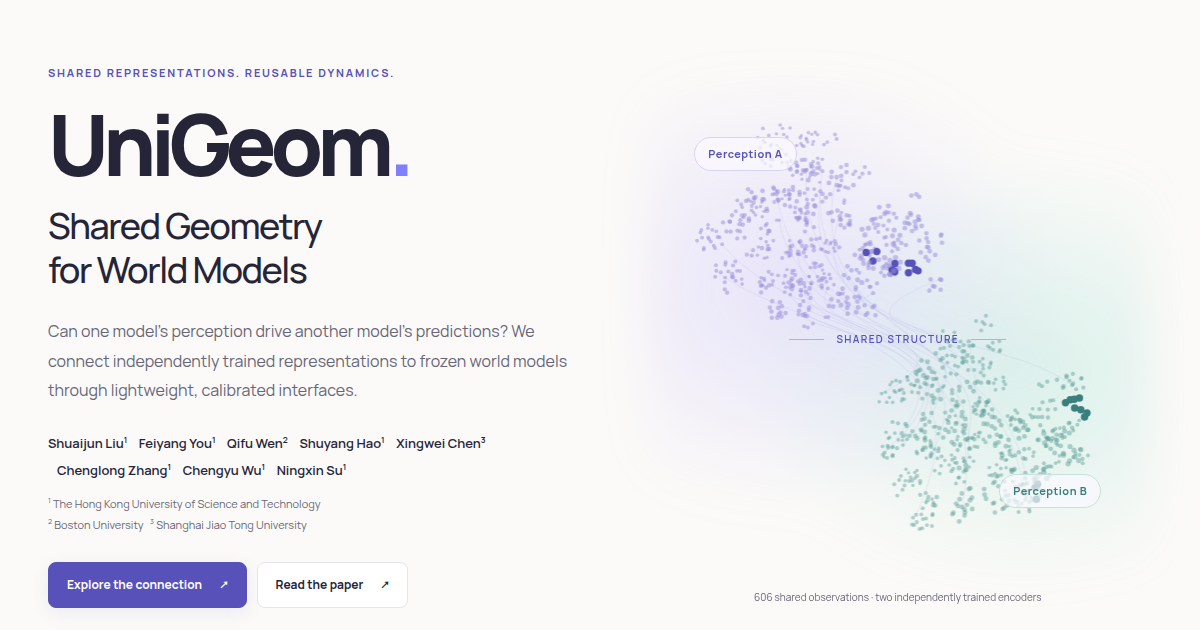 SHARED REPRESENTATIONS. REUSABLE DYNAMICS.
UniGeom.
Shared Geometry
for World Models
Can one model's perception drive another model's predictions? We
connect independently trained representations to frozen world models
through lightweight, calibrated interfaces.
Shuaijun Liu¹ Feiyang You¹ Qifu Wen² Shuyang Hao¹ Xingwei Chen³
Chenglong Zhang¹ Chengyu Wu¹ Ningxin Su¹
¹ The Hong Kong University of Science and Technology
² Boston University ³ Shanghai Jiao Tong University
Explore the connection ↗
Read the paper ↗
Perception A
SHARED STRUCTURE
Perception B
606 shared observations · two independently trained encoders